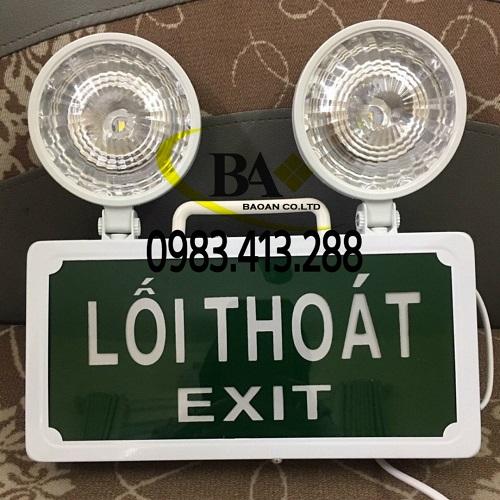 BA
BAOAN CO.LTD
0983.413.288
LỐI THOÁT
EXIT